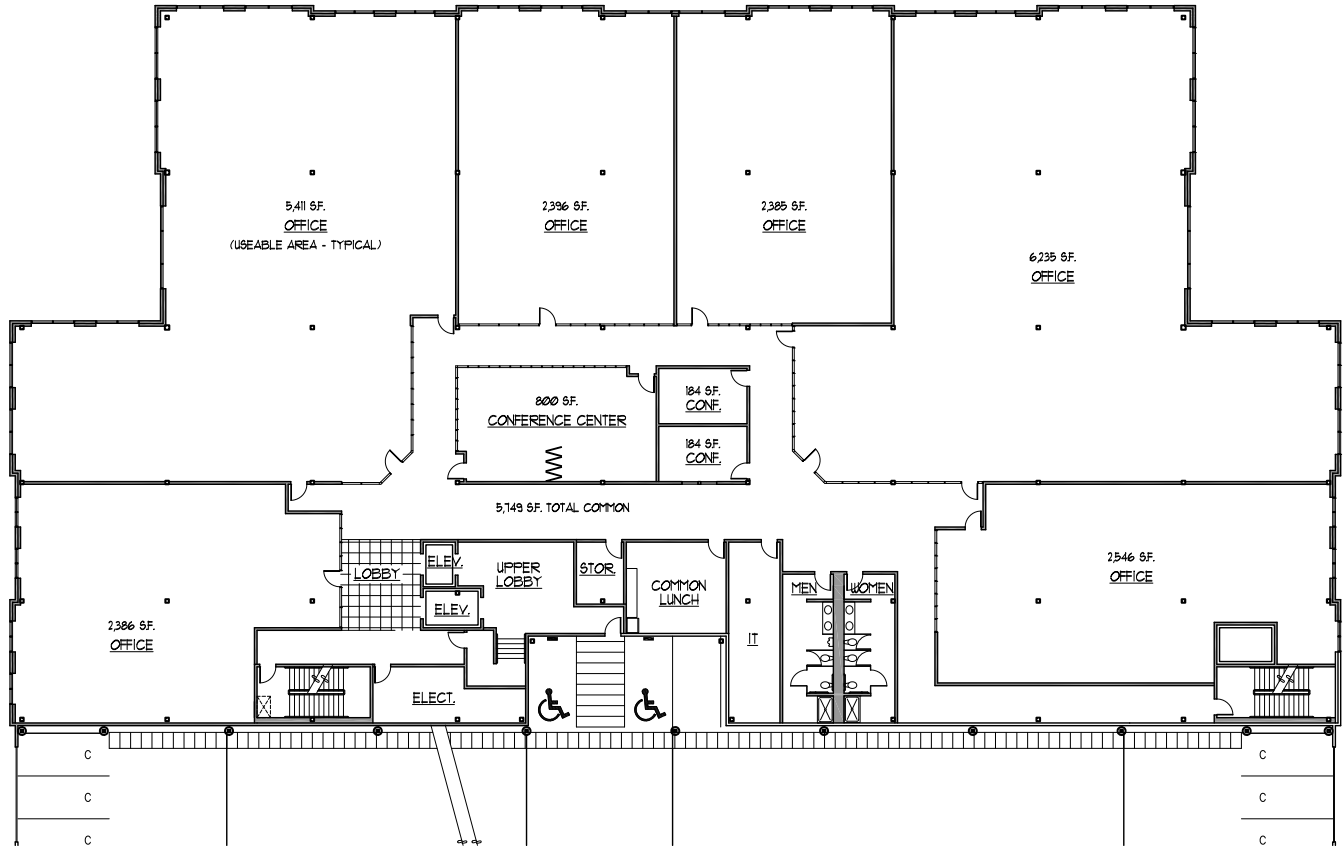 5,411 S.F.
OFFICE
(USEABLE AREA - TYPICAL)
2,396 S.F.
OFFICE
2,385 S.F.
OFFICE
6,235 S.F.
OFFICE
800 S.F.
CONFERENCE CENTER
184 S.F.
CONF.
184 S.F.
CONF.
5,749 S.F. TOTAL COMMON
2,386 S.F.
OFFICE
LOBBY
ELEV.
ELEV.
UPPER
LOBBY
STOR.
COMMON
LUNCH
IT
MEN
WOMEN
2,546 S.F.
OFFICE
ELECT.
C
C
C
C
C
C